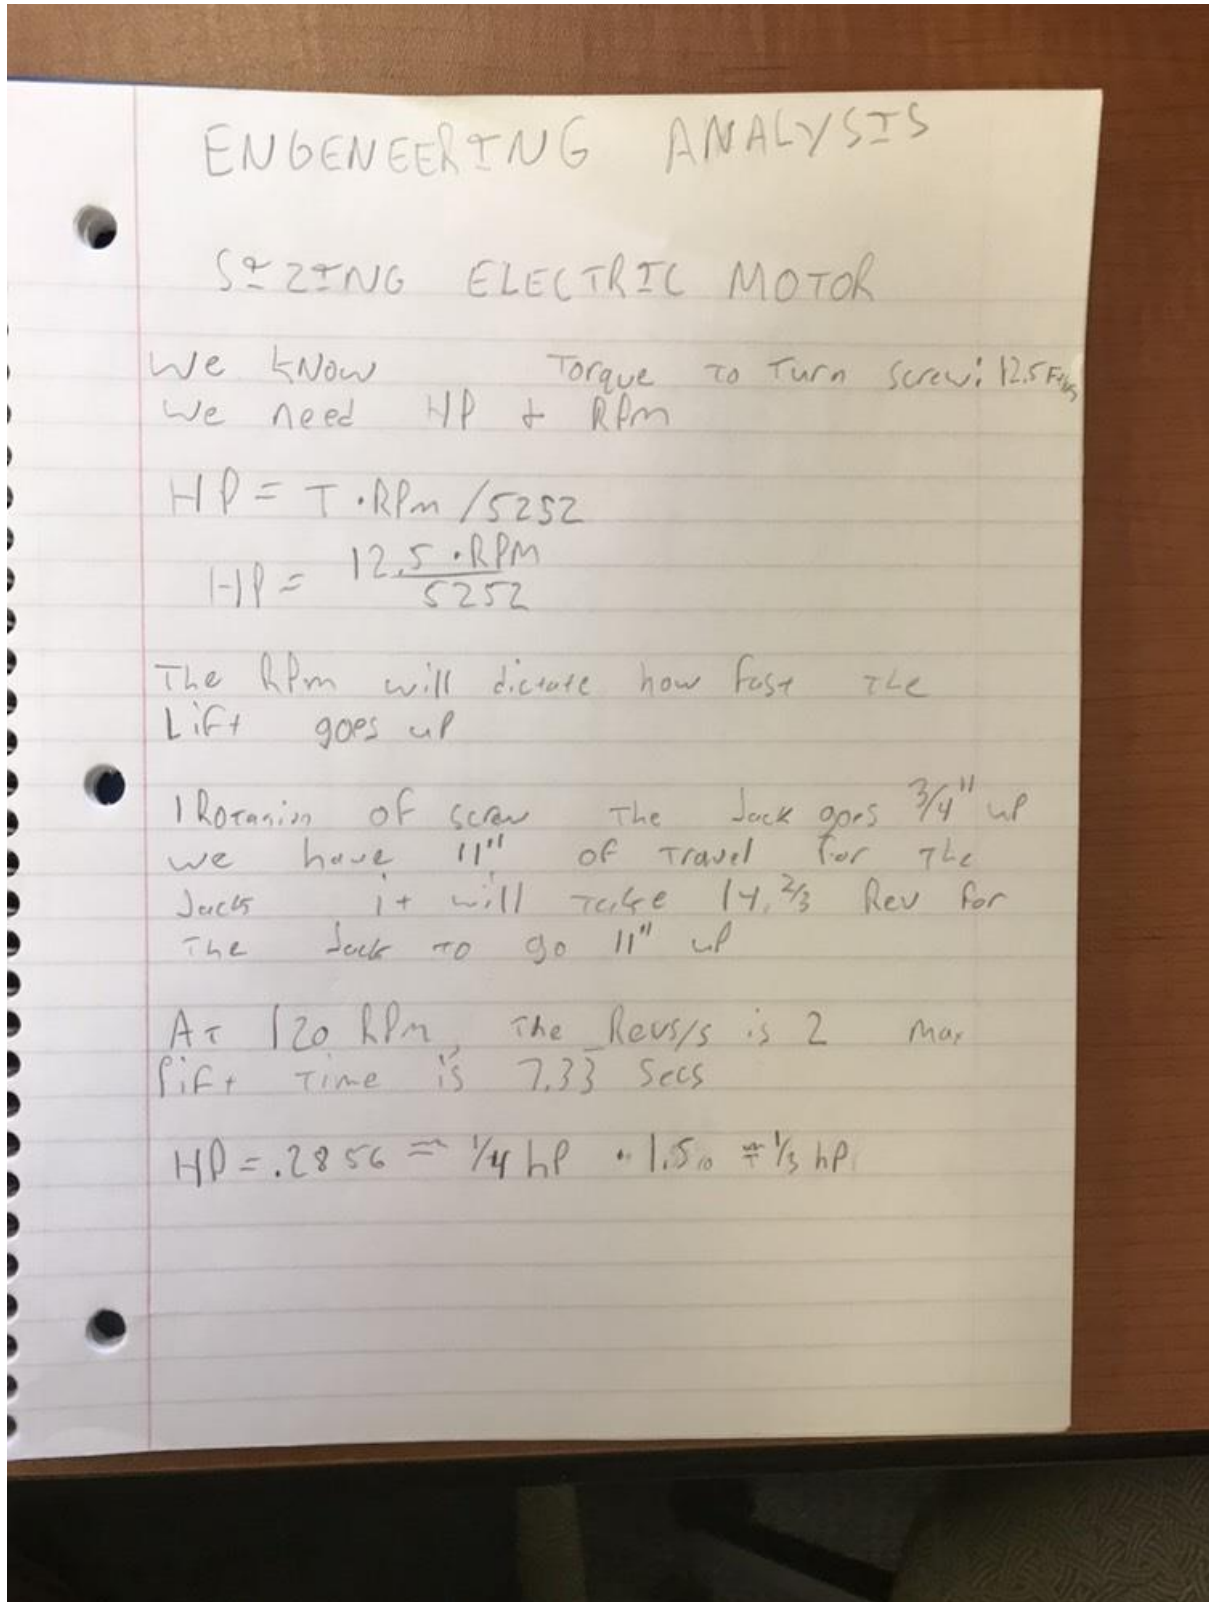 ENGENEERING ANALYSIS
SIZING ELECTRIC MOTOR
We kNow Torque To Turn Screw: 12.5 Ft lbs
we need HP + RPm
HP = T · RPm / 5252
HP = 12.5 · RPM / 5252
The RPm will dictate how fast the
Lift goes up
1 Rotanion of screw The Jack goes 3/4" up
we have 11" of Travel for The
Jack it will take 14.2/3 Rev for
The Jack To go 11" up
AT 120 RPm, The Revs/s is 2 Max
lift Time is 7.33 Secs
HP = .2856 ≈ 1/4 hP · 1.5 ≈ 1/3 hP